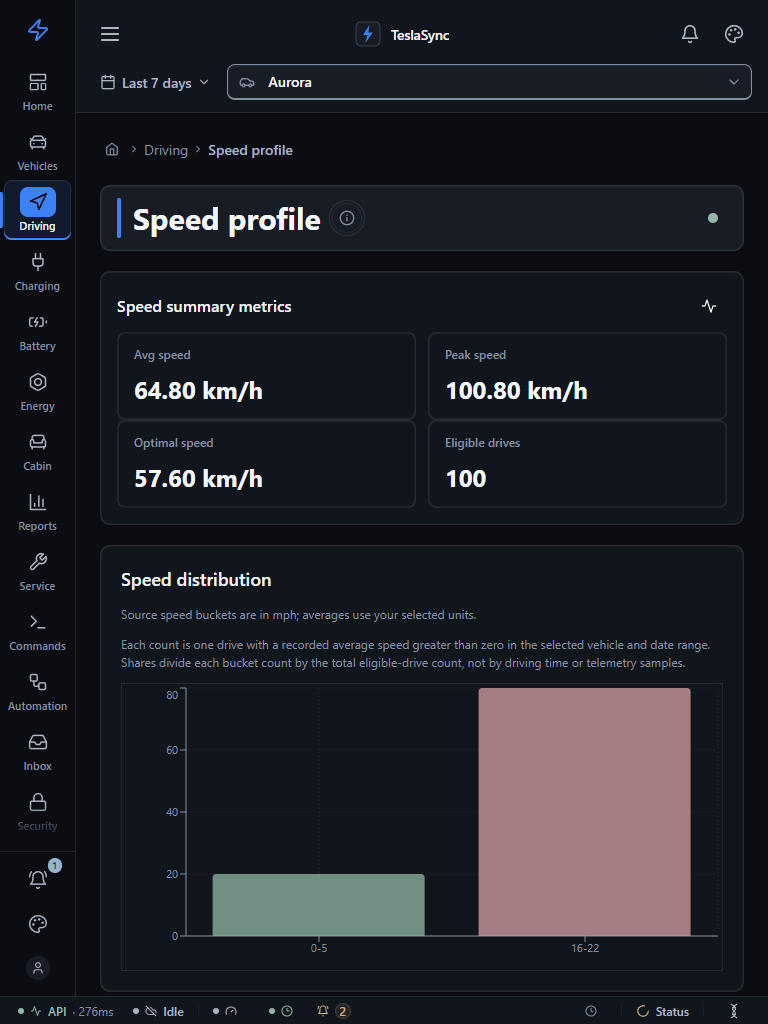 TeslaSync
Last 7 days
Aurora
Home
Vehicles
Driving
Charging
Battery
Energy
Cabin
Reports
Service
Commands
Automation
Inbox
Security
1
Driving
Speed profile
Speed profile
Speed summary metrics
Avg speed
64.80 km/h
Peak speed
100.80 km/h
Optimal speed
57.60 km/h
Eligible drives
100
Speed distribution
Source speed buckets are in mph; averages use your selected units.
Each count is one drive with a recorded average speed greater than zero in the selected vehicle and date range.
Shares divide each bucket count by the total eligible-drive count, not by driving time or telemetry samples.
80
60
40
20
0
0-5
16-22
API · 276ms
Idle
2
Status